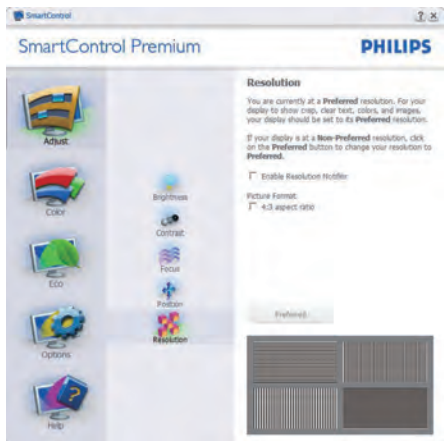 SmartControl
? ×
SmartControl Premium
PHILIPS
Adjust
Color
Eco
Options
Help
Brightness
Contrast
Focus
Position
Resolution
Resolution
You are currently at a Preferred resolution. For your
display to show crisp, clear text, colors, and images,
your display should be set to its Preferred resolution.
If your display is at a Non-Preferred resolution, click
on the Preferred button to change your resolution to
Preferred.
Enable Resolution Notifier
Picture Format:
4:3 aspect ratio
Preferred